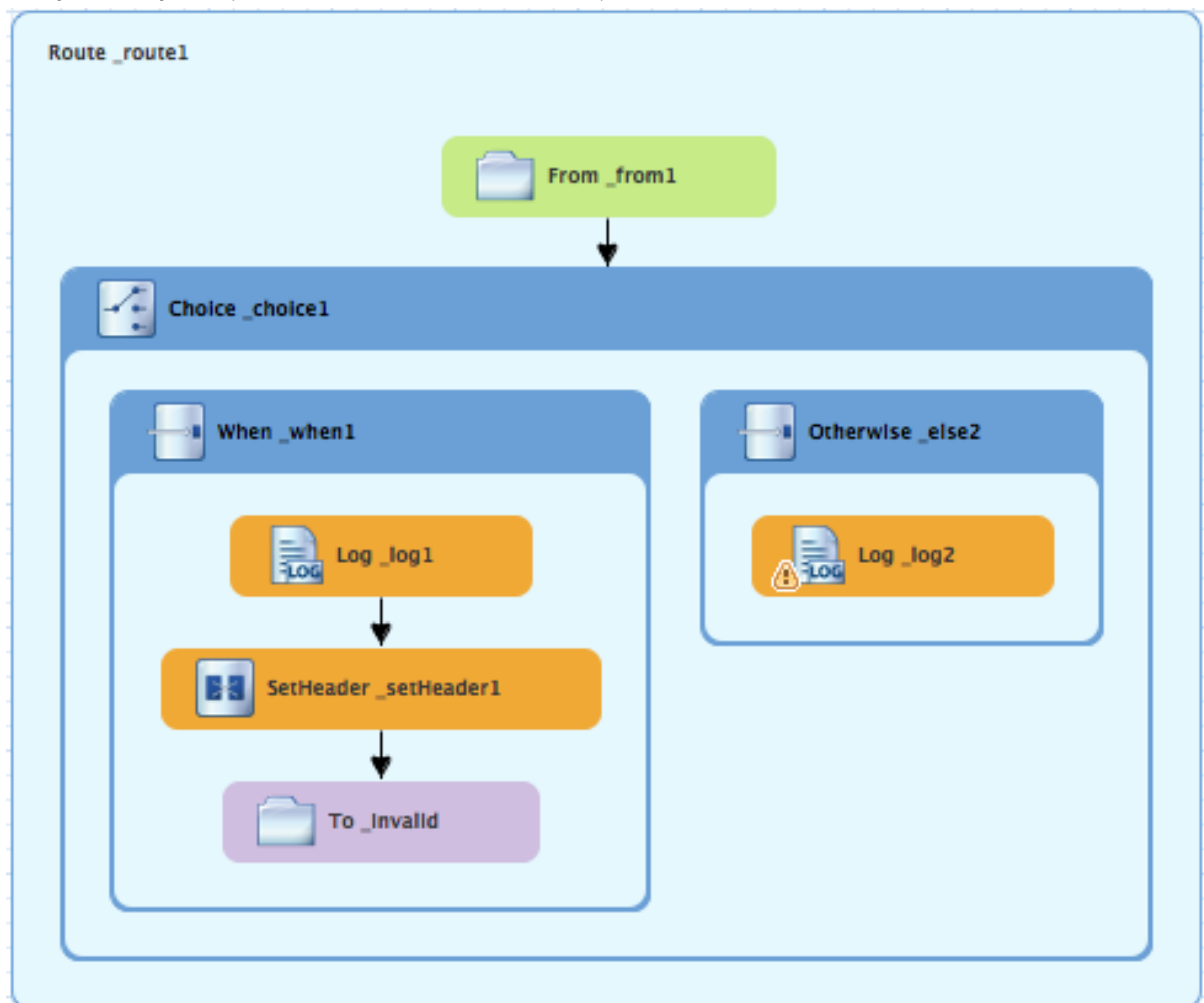 Route _route1
From _from1
Choice _choice1
When _when1
Otherwise _else2
LOG
Log _log1
LOG
Log _log2
SetHeader _setHeader1
To _Invalid